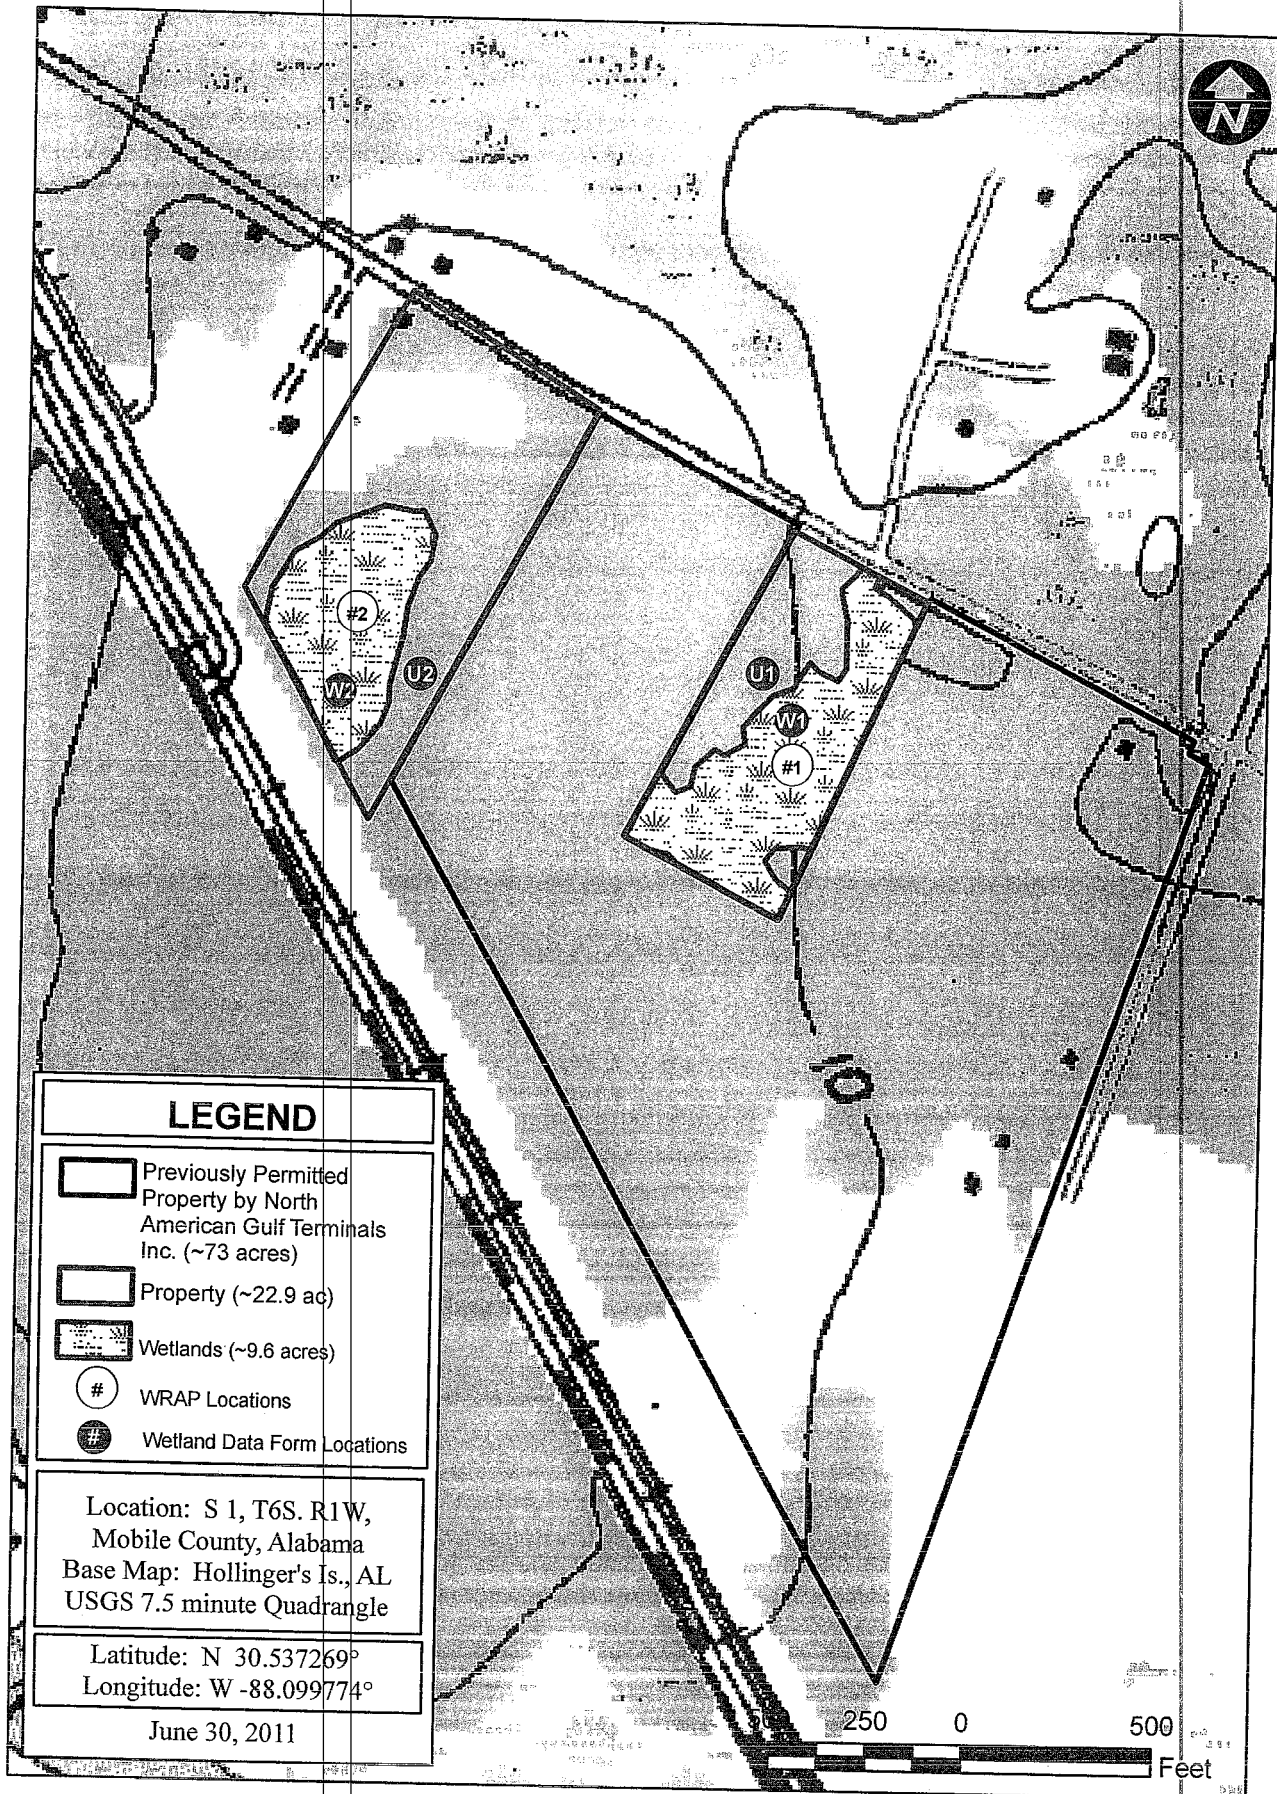 N
#2
W2
U2
U1
W1
#1
10
LEGEND
Previously Permitted
Property by North
American Gulf Terminals
Inc. (~73 acres)
Property (~22.9 ac)
Wetlands (~9.6 acres)
# WRAP Locations
# Wetland Data Form Locations
Location: S 1, T6S. R1W,
Mobile County, Alabama
Base Map: Hollinger's Is., AL
USGS 7.5 minute Quadrangle
Latitude: N 30.537269°
Longitude: W -88.099774°
June 30, 2011
250 0 500
Feet